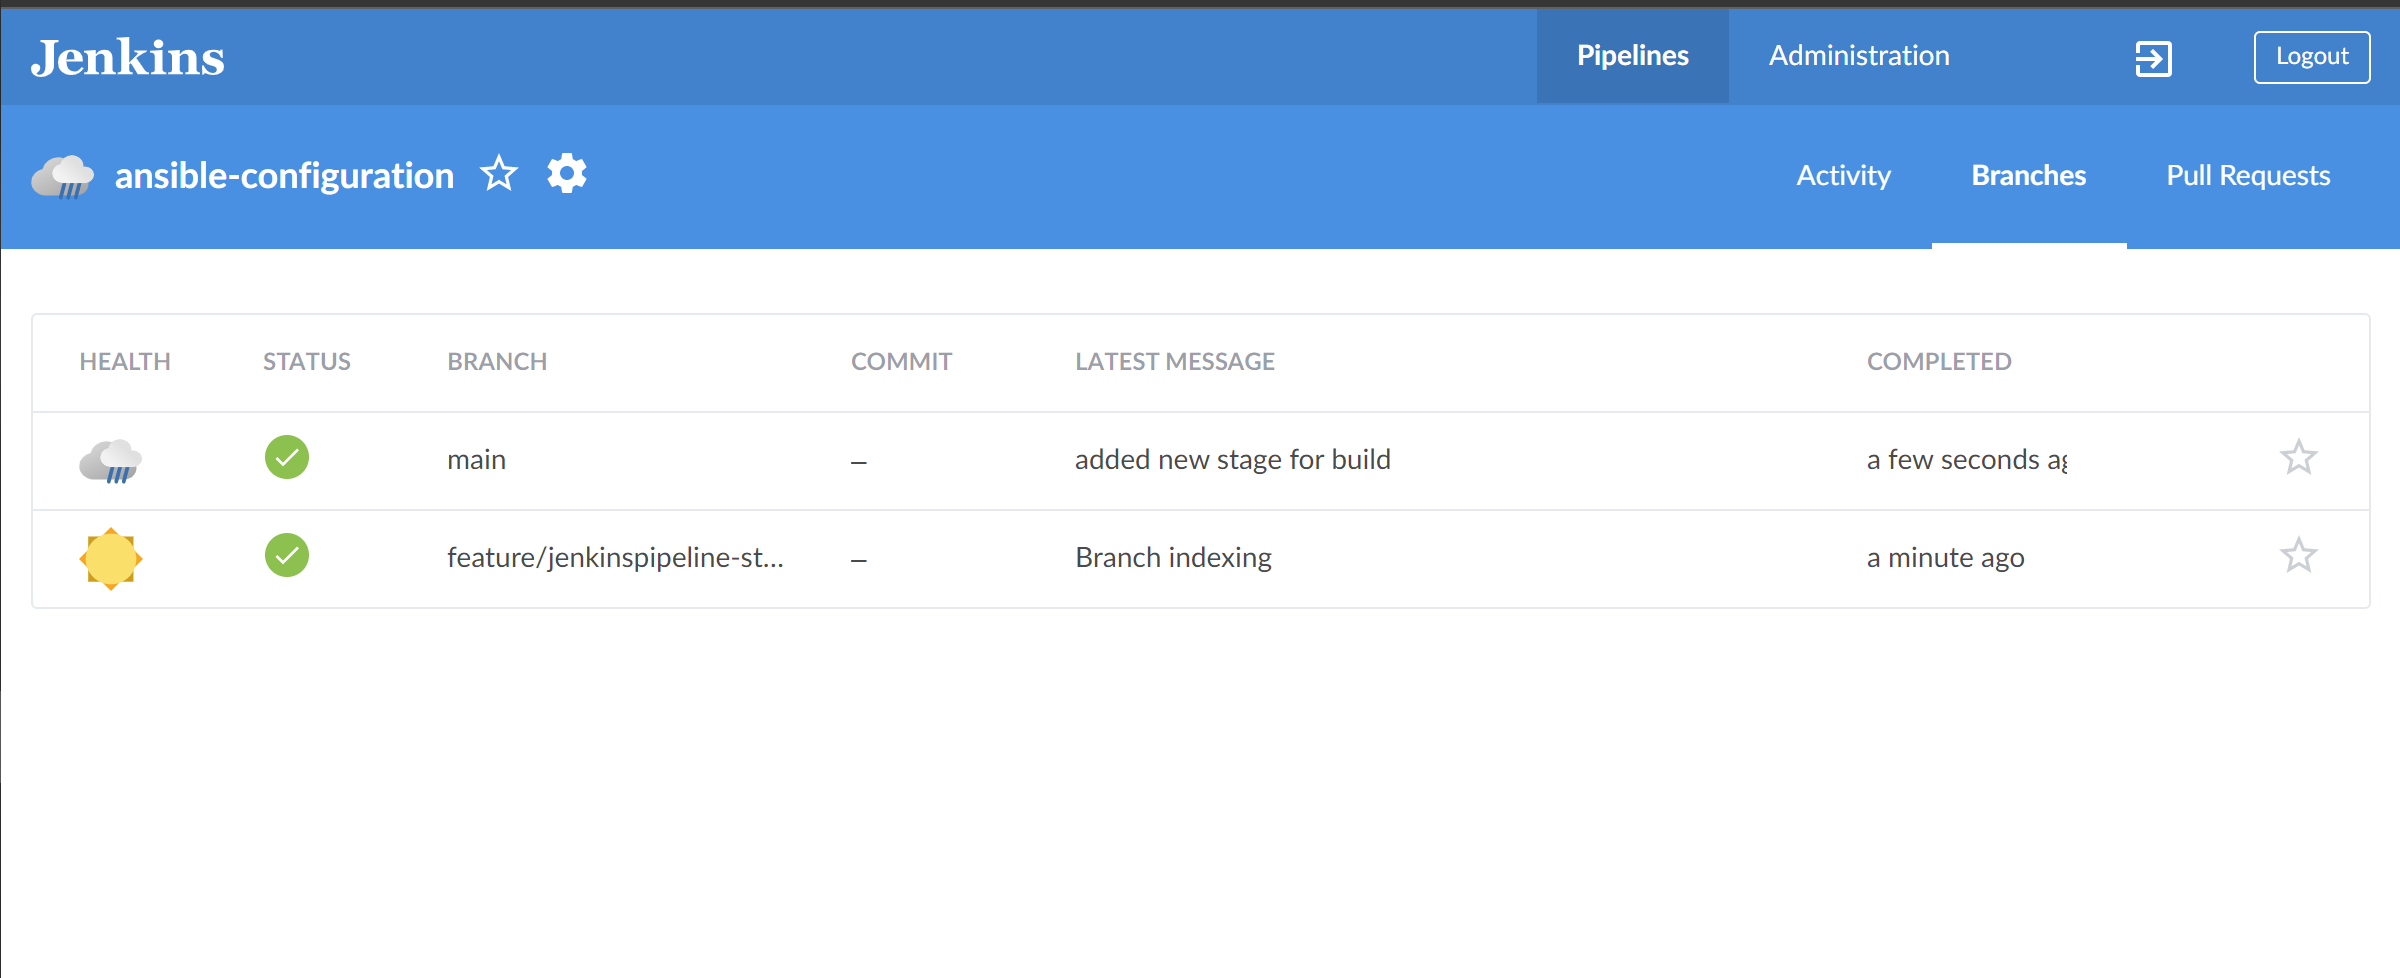 Jenkins Pipelines Administration Logout
ansible-configuration Activity Branches Pull Requests
HEALTH STATUS BRANCH COMMIT LATEST MESSAGE COMPLETED
main – added new stage for build a few seconds ag
feature/jenkinspipeline-st... – Branch indexing a minute ago